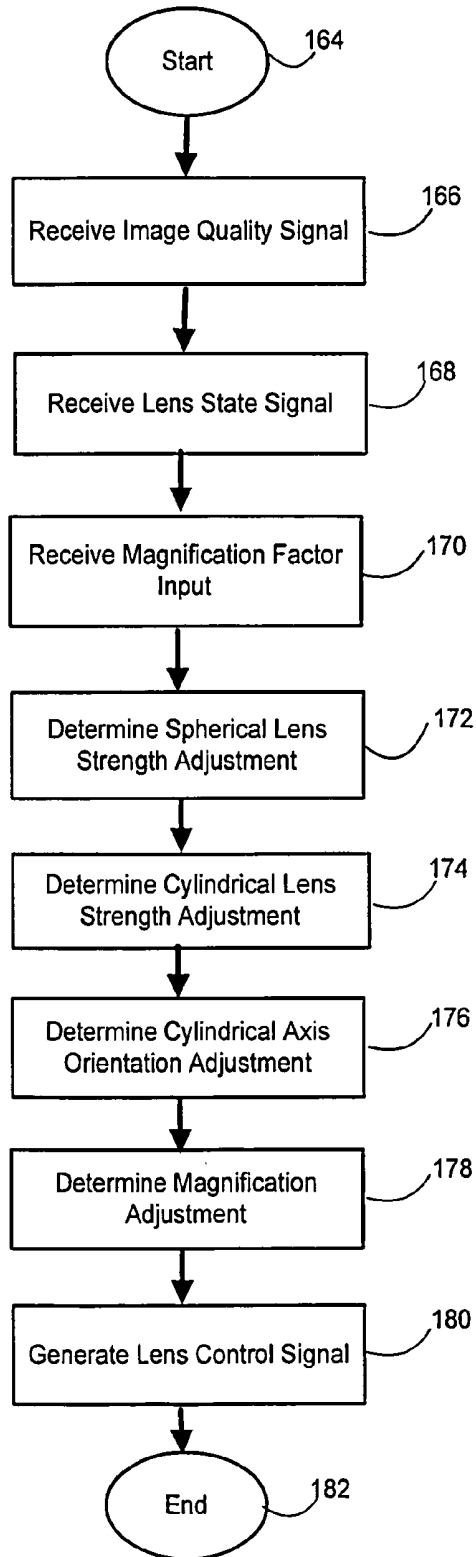 Start
164
Receive Image Quality Signal
166
Receive Lens State Signal
168
Receive Magnification Factor
Input
170
Determine Spherical Lens
Strength Adjustment
172
Determine Cylindrical Lens
Strength Adjustment
174
Determine Cylindrical Axis
Orientation Adjustment
176
Determine Magnification
Adjustment
178
Generate Lens Control Signal
180
End
182